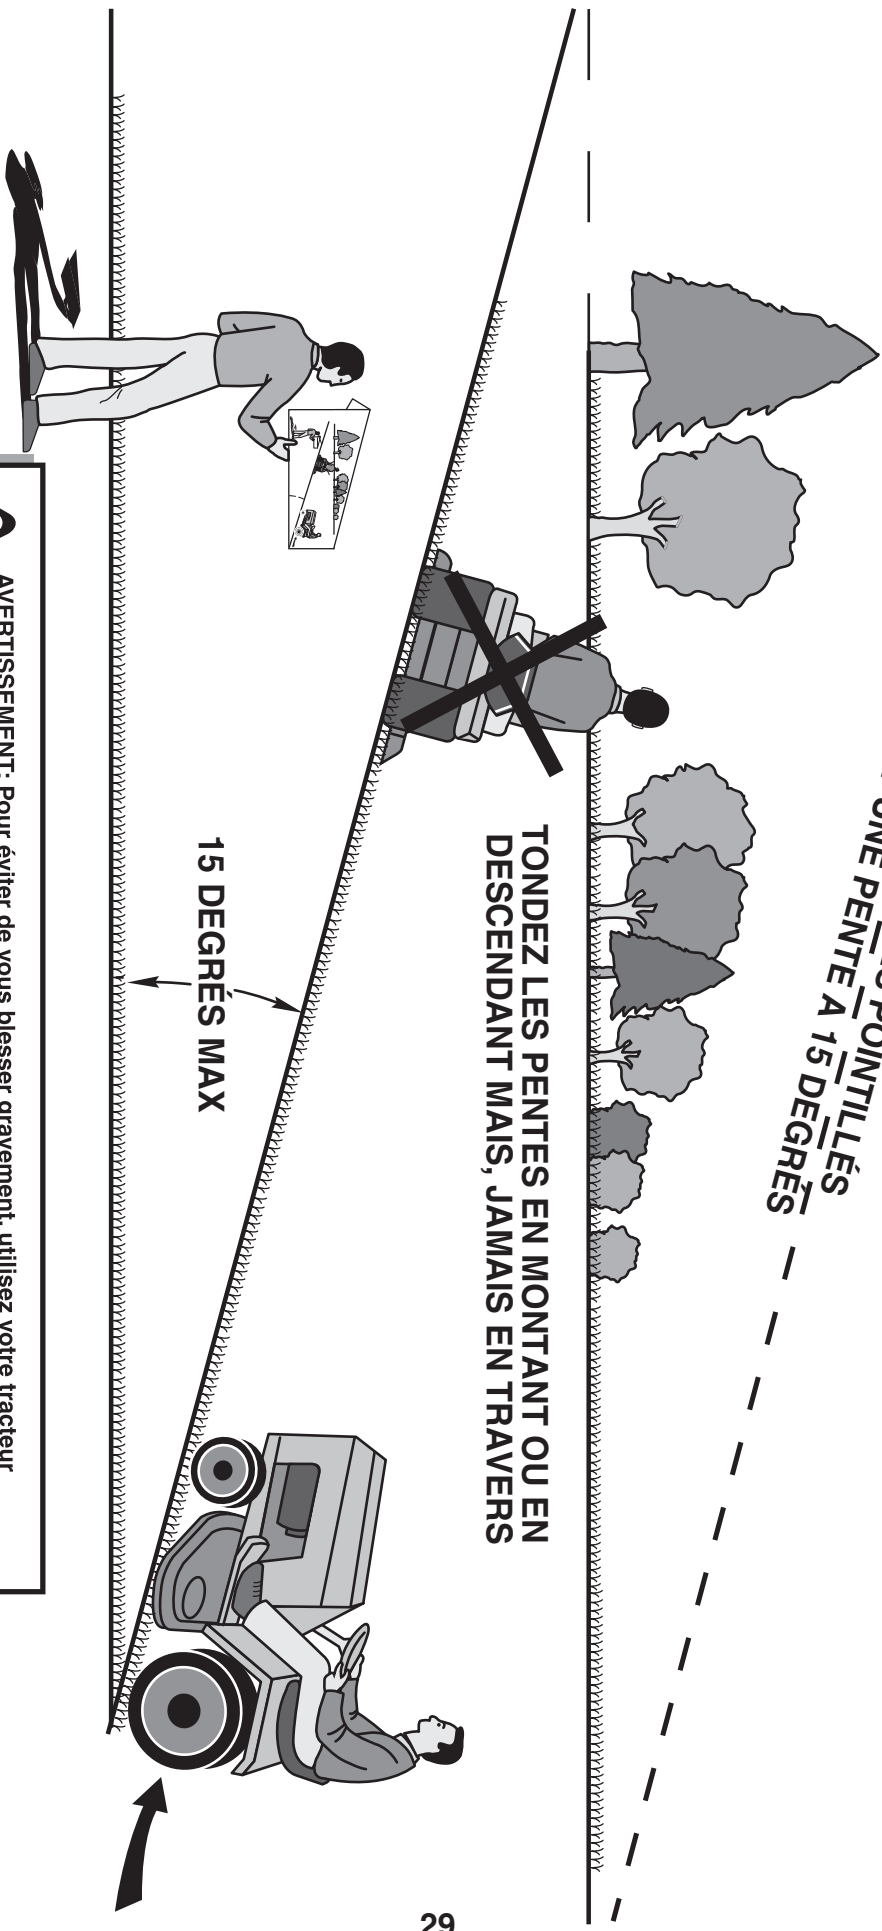 POINTILLÉS
UNE PENTE A 15 DEGRÉS
TONDEZ LES PENTES EN MONTANT OU EN
DESCENDANT MAIS, JAMAIS EN TRAVERS
15 DEGRÉS MAX
AVERTISSEMENT: Pour éviter de vous blesser gravement, utilisez votre tracteur
29